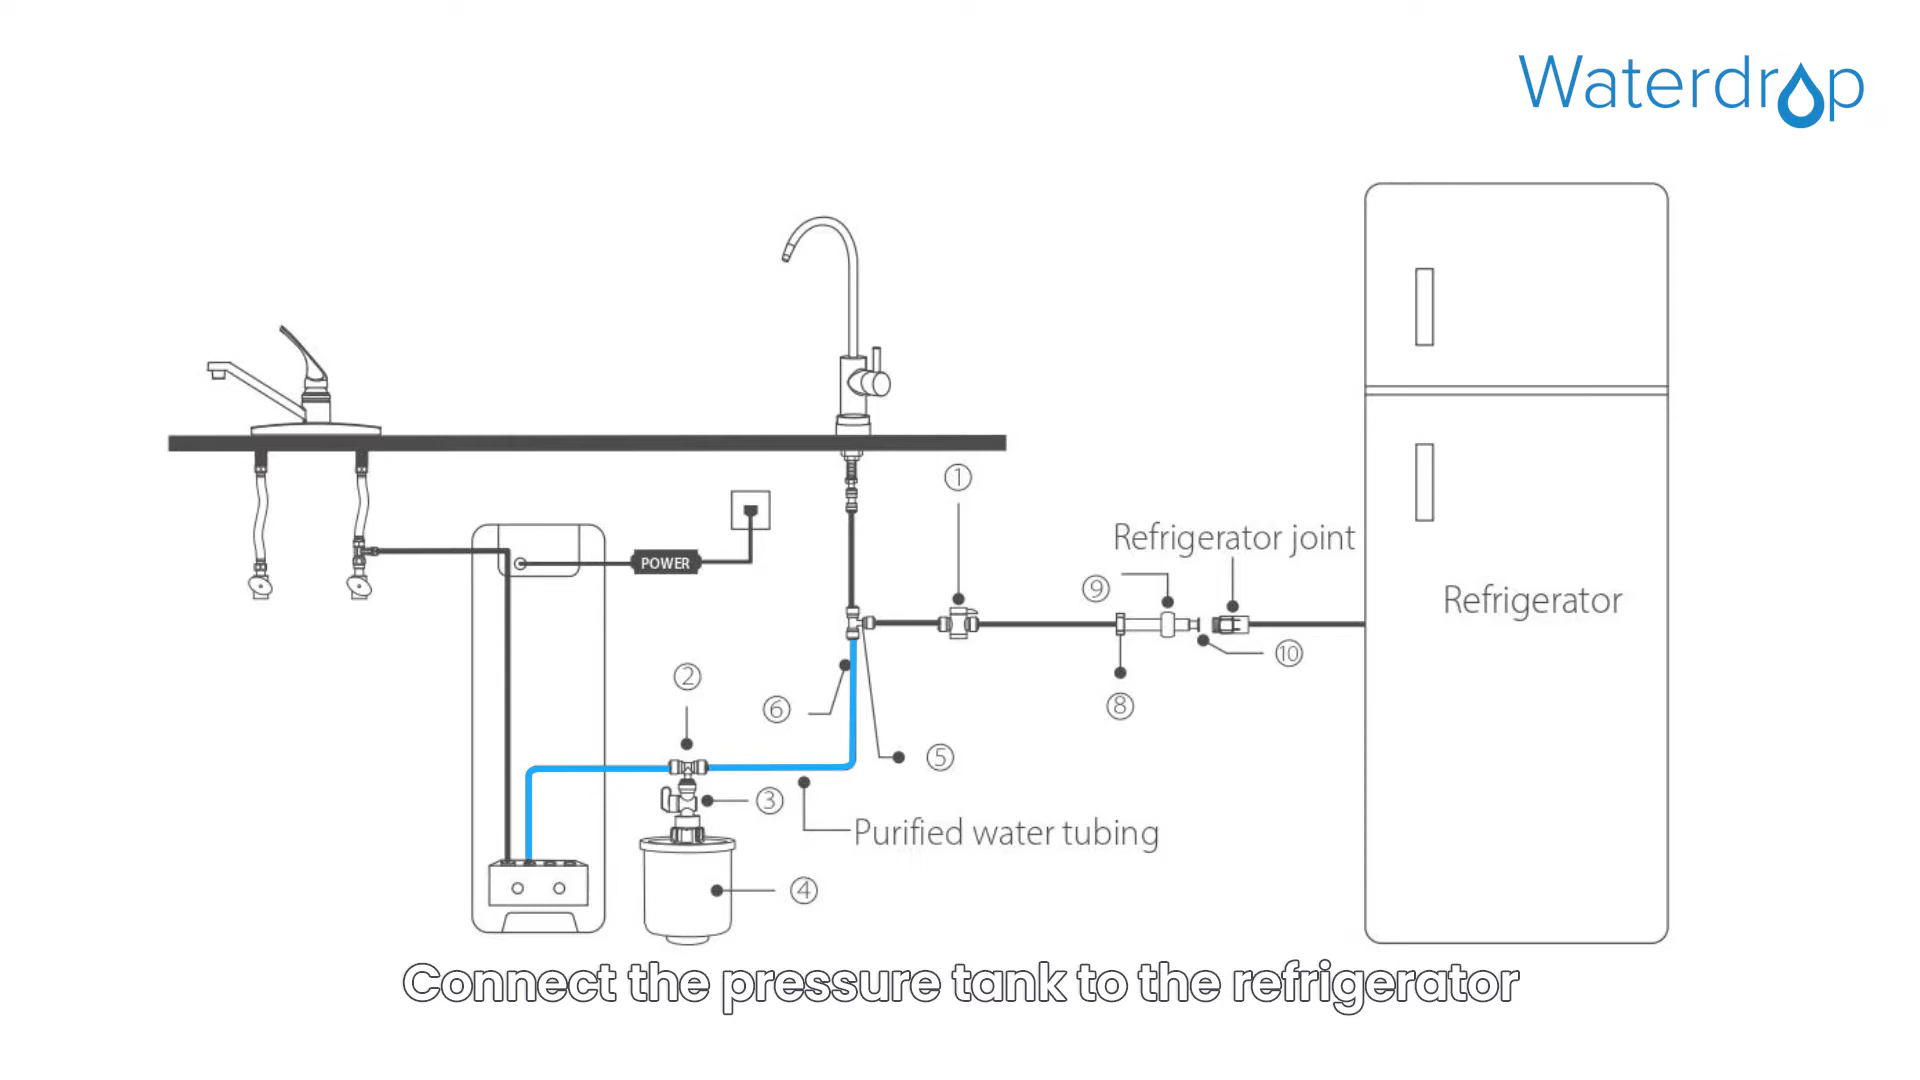 Waterdrop
①
Refrigerator joint
POWER
⑨
Refrigerator
⑩
②
⑥
⑧
⑤
③
Purified water tubing
④
Connect the pressure tank to the refrigerator